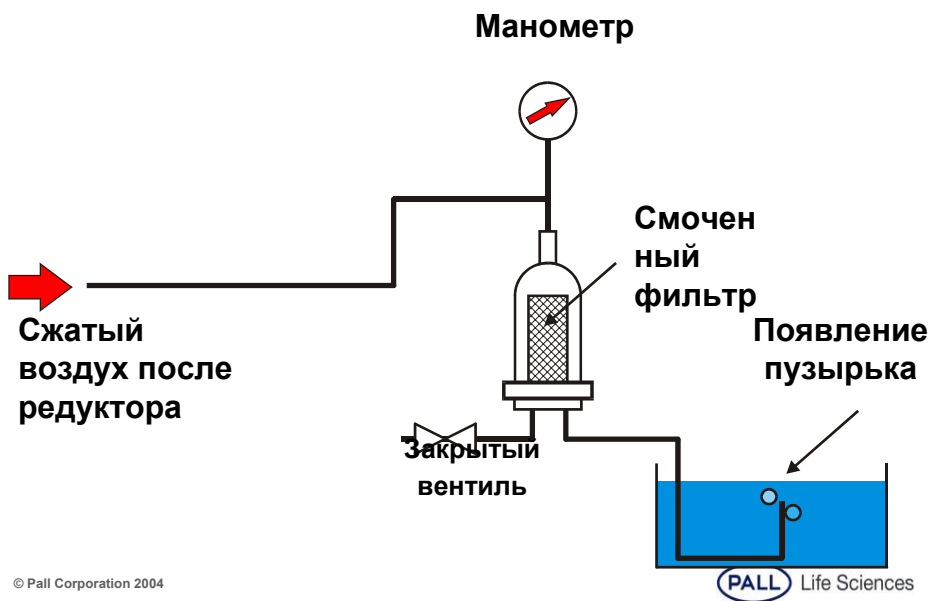 Манометр
Смочен
ный
фильтр
Сжатый
воздух после
редуктора
Появление
пузырька
Закрытый
вентиль
© Pall Corporation 2004
PALL Life Sciences